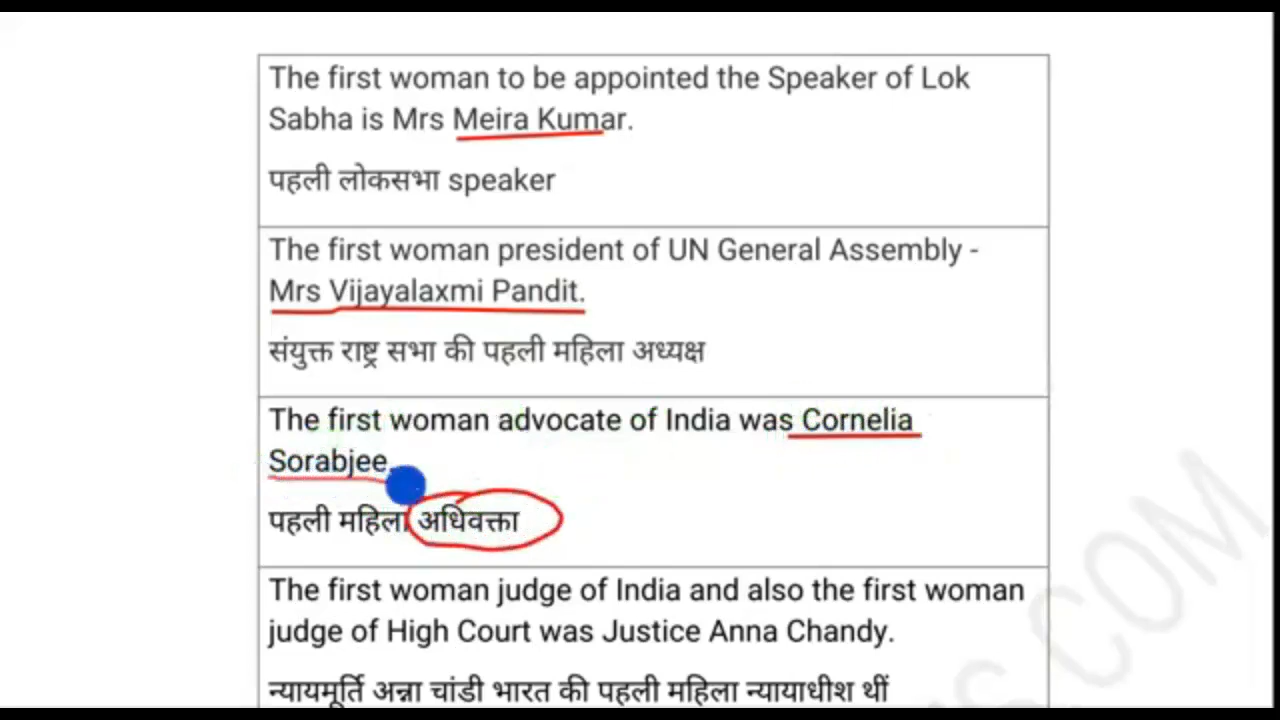 The first woman to be appointed the Speaker of Lok
Sabha is Mrs Meira Kumar.
पहली लोकसभा speaker
The first woman president of UN General Assembly -
Mrs Vijayalaxmi Pandit.
संयुक्त राष्ट्र सभा की पहली महिला अध्यक्ष
The first woman advocate of India was Cornelia
Sorabjee.
पहली महिला अधिवक्ता
The first woman judge of India and also the first woman
judge of High Court was Justice Anna Chandy.
न्यायमूर्ति अन्ना चांडी भारत की पहली महिला न्यायाधीश थीं
S.COM